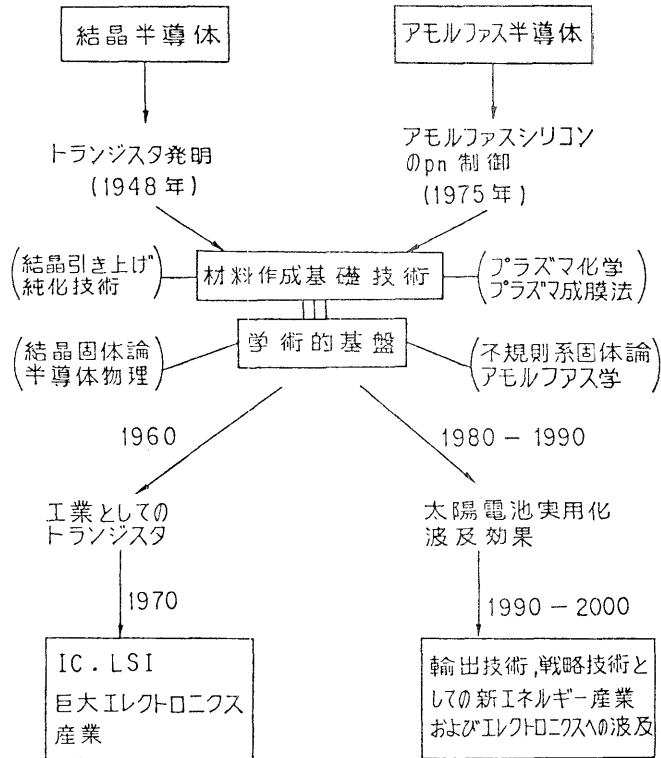 結晶半導体
アモルファス半導体
トランジスタ発明
(1948年)
アモルファスシリコン
のpn制御
(1975年)
結晶引き上げ
純化技術
材料作成基礎技術
プラズマ化学
プラズマ成膜法
学術的基盤
結晶固体論
半導体物理
不規則系固体論
アモルファス学
1960
1980-1990
工業としての
トランジスタ
太陽電池実用化
波及効果
1970
1990-2000
IC.LSI
巨大エレクトロニクス
産業
輸出技術,戦略技術と
しての新エネルギー産業
およびエレクトロニクスへの波及